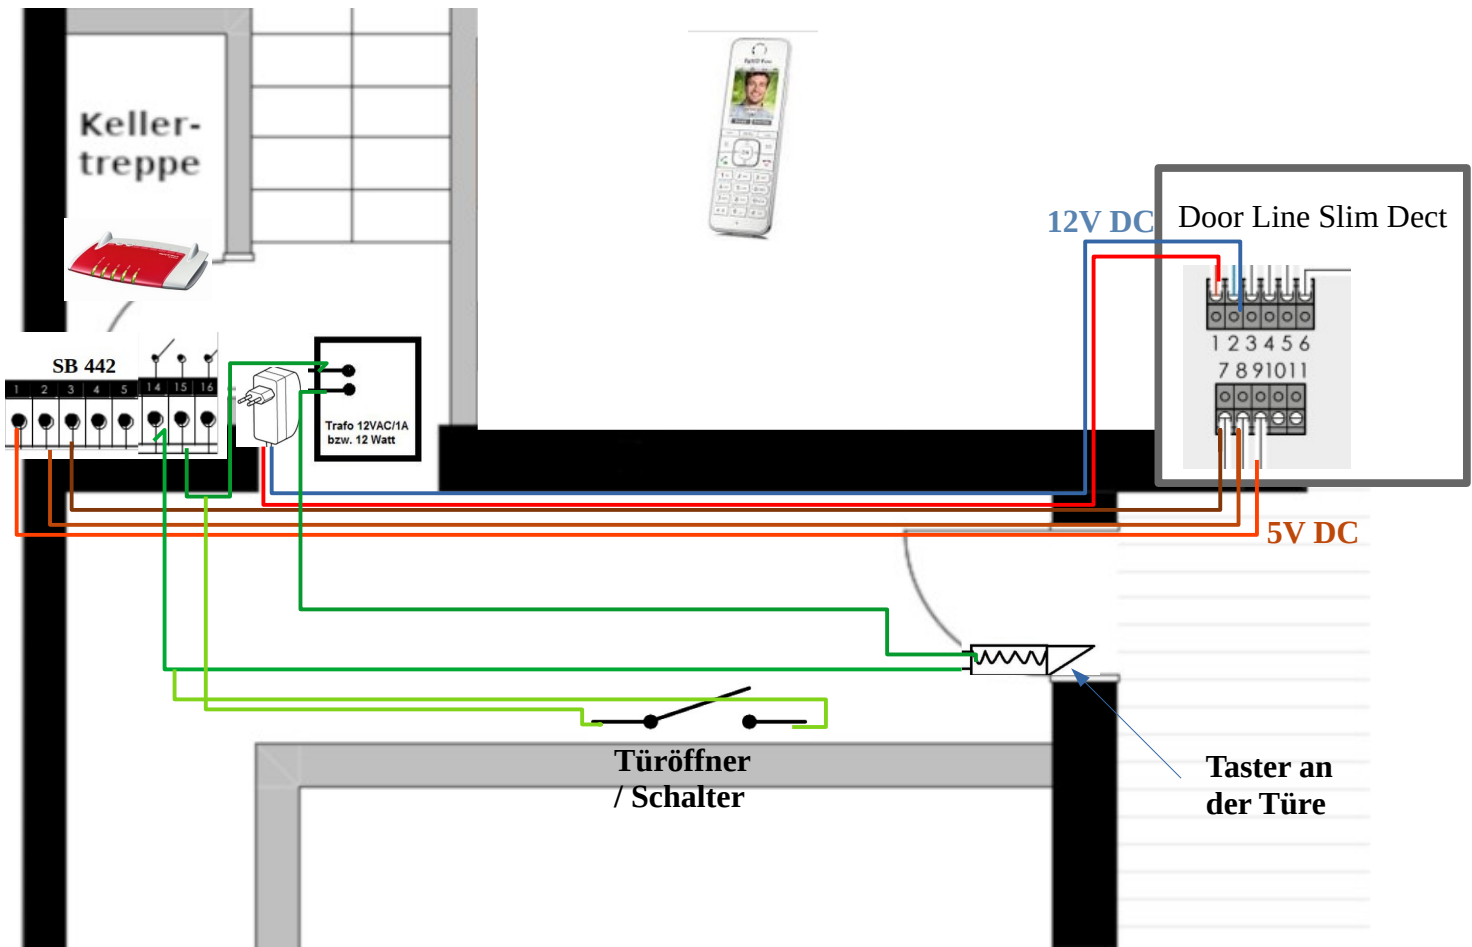 Keller-
treppe
12V DC
Door Line Slim Dect
SB 442
1 2 3 4 5
14 15 16
1 2 3 4 5 6
7 8 9 10 11
Trafo 12VAC/1A
bzw. 12 Watt
5V DC
Türöffner
/ Schalter
Taster an
der Türe